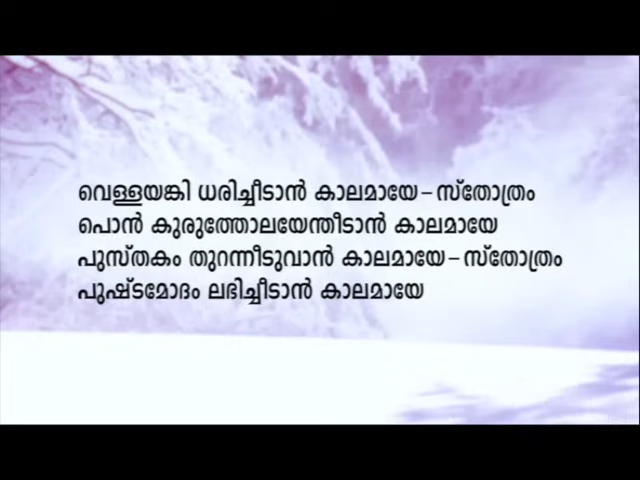 വെള്ളയങ്കി ധരിച്ചീടാൻ കാലമായേ – സ്തോത്രം
പൊൻ കുരുത്തോലയേന്തീടാൻ കാലമായേ
പുസ്തകം തുറന്നീടുവാൻ കാലമായേ – സ്തോത്രം
പുഷ്ടമോദം ലഭിച്ചീടാൻ കാലമായേ